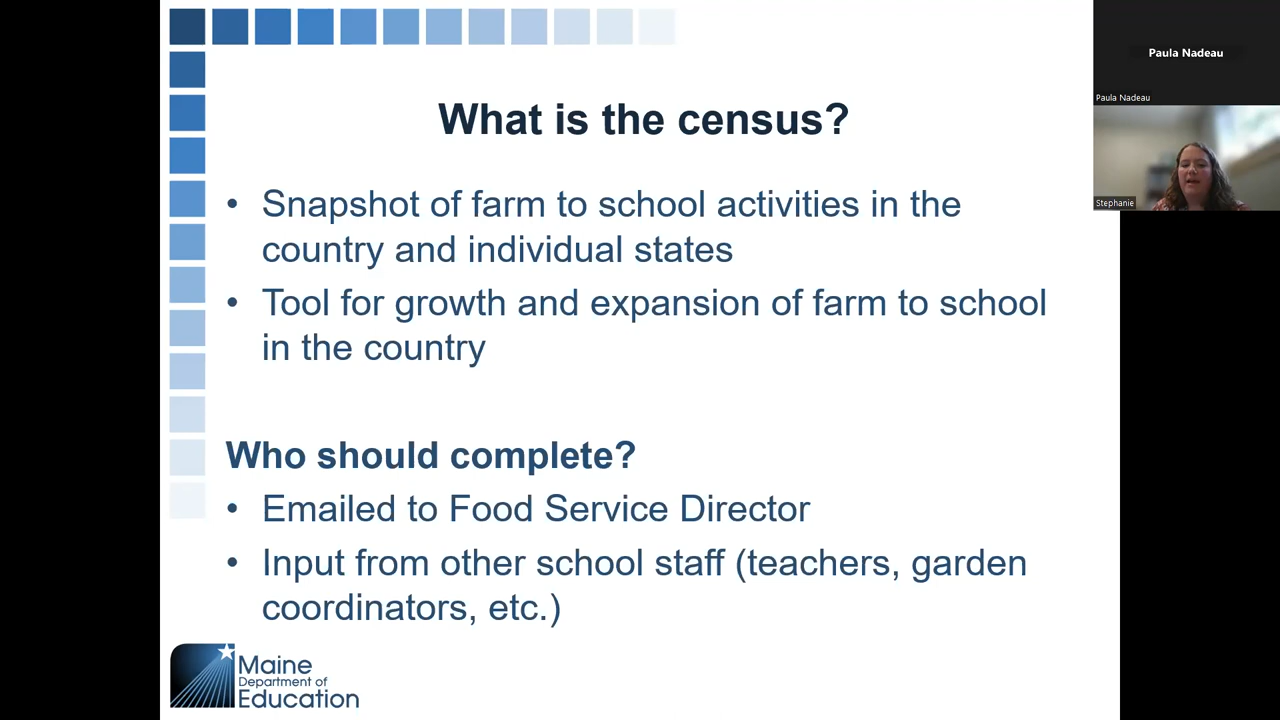 What is the census?
• Snapshot of farm to school activities in the
country and individual states
• Tool for growth and expansion of farm to school
in the country
Who should complete?
• Emailed to Food Service Director
• Input from other school staff (teachers, garden
coordinators, etc.)
Maine
Department of
Education
Paula Nadeau
Paula Nadeau
Stephanie